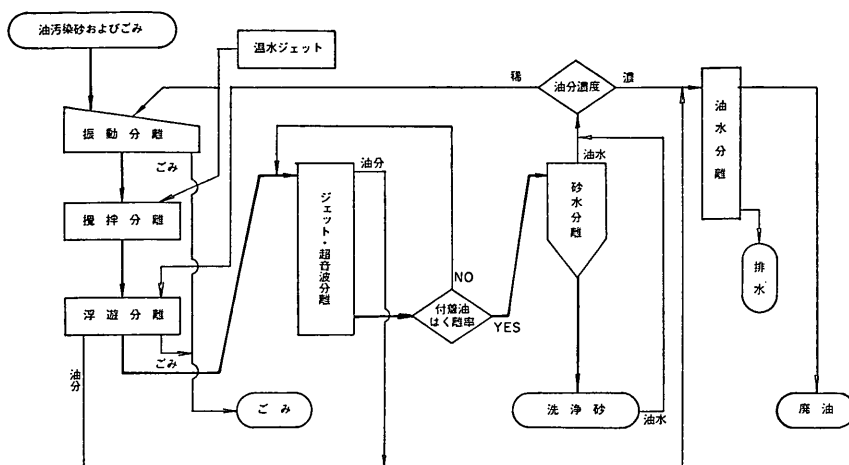 油汚染砂およびごみ
温水ジェット
稀
油分濃度
濃
油水分離
振動分離
ごみ
油分
油水
砂水分離
ジェット・超音波分離
攪拌分離
排水
浮遊分離
NO
付着油
はく離率
YES
ごみ
油分
ごみ
洗浄砂
油水
廃油